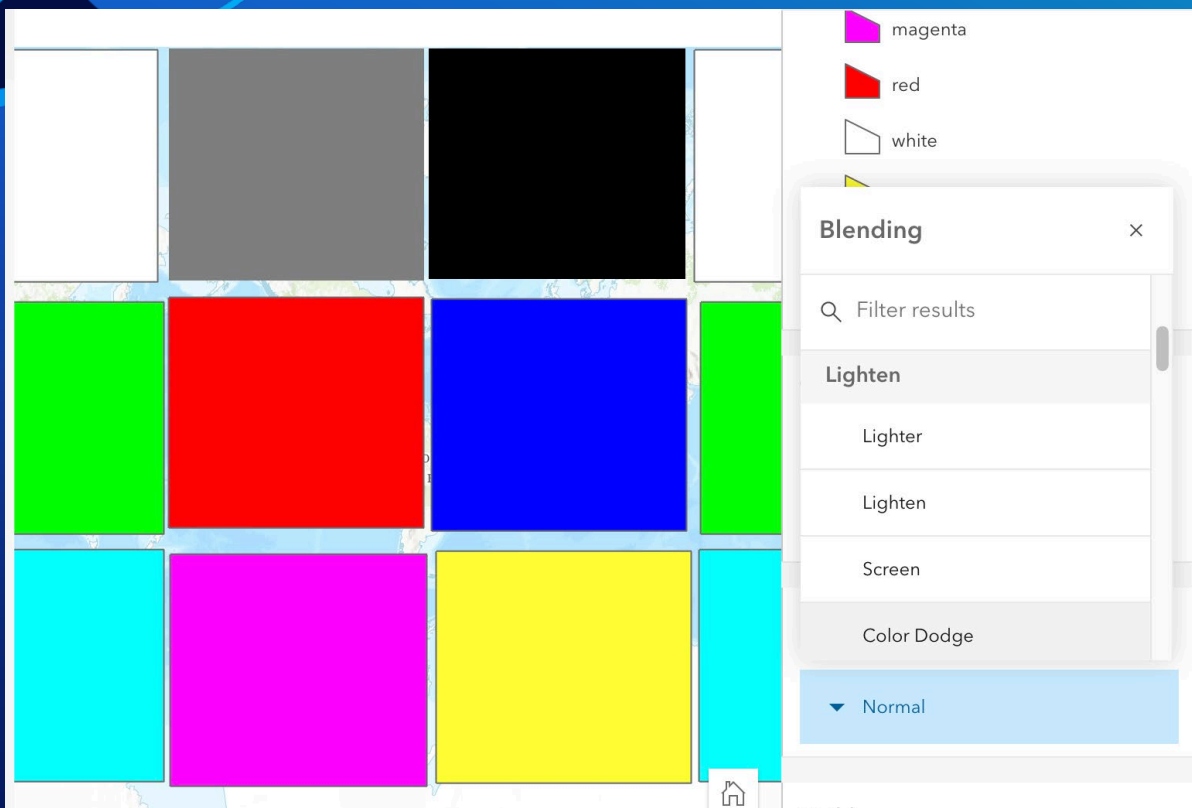 magenta
red
white
Blending
Filter results
Lighten
Lighter
Lighten
Screen
Color Dodge
Normal